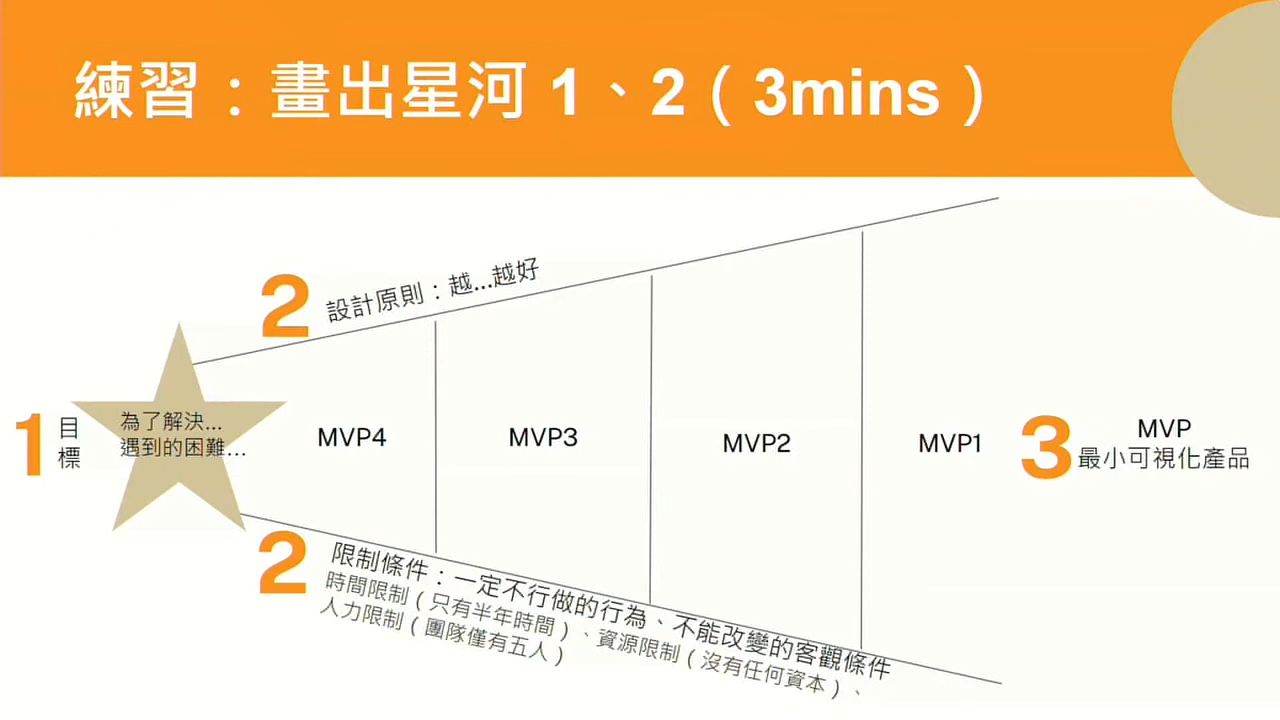 練習：畫出星河 1、2（3mins）
2
設計原則：越...越好
1
目
標
為了解決...
遇到的困難...
MVP4
MVP3
MVP2
MVP1
3
MVP
最小可視化產品
2
限制條件：一定不行做的行為、不能改變的客觀條件
時間限制（只有半年時間）、資源限制（沒有任何資本）、
人力限制（團隊僅有五人）